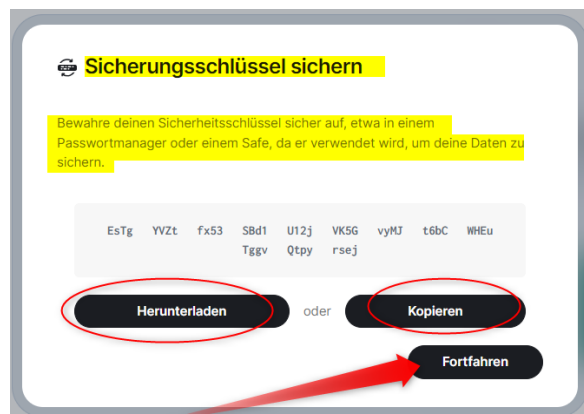 Sicherungsschlüssel sichern
Bewahre deinen Sicherheitsschlüssel sicher auf, etwa in einem
Passwortmanager oder einem Safe, da er verwendet wird, um deine Daten zu
sichern.
EsTg YVZt fx53 SBd1 U12j VK5G vyMJ t6bC WHEu
Tggv Qtpy rsej
Herunterladen oder Kopieren
Fortfahren